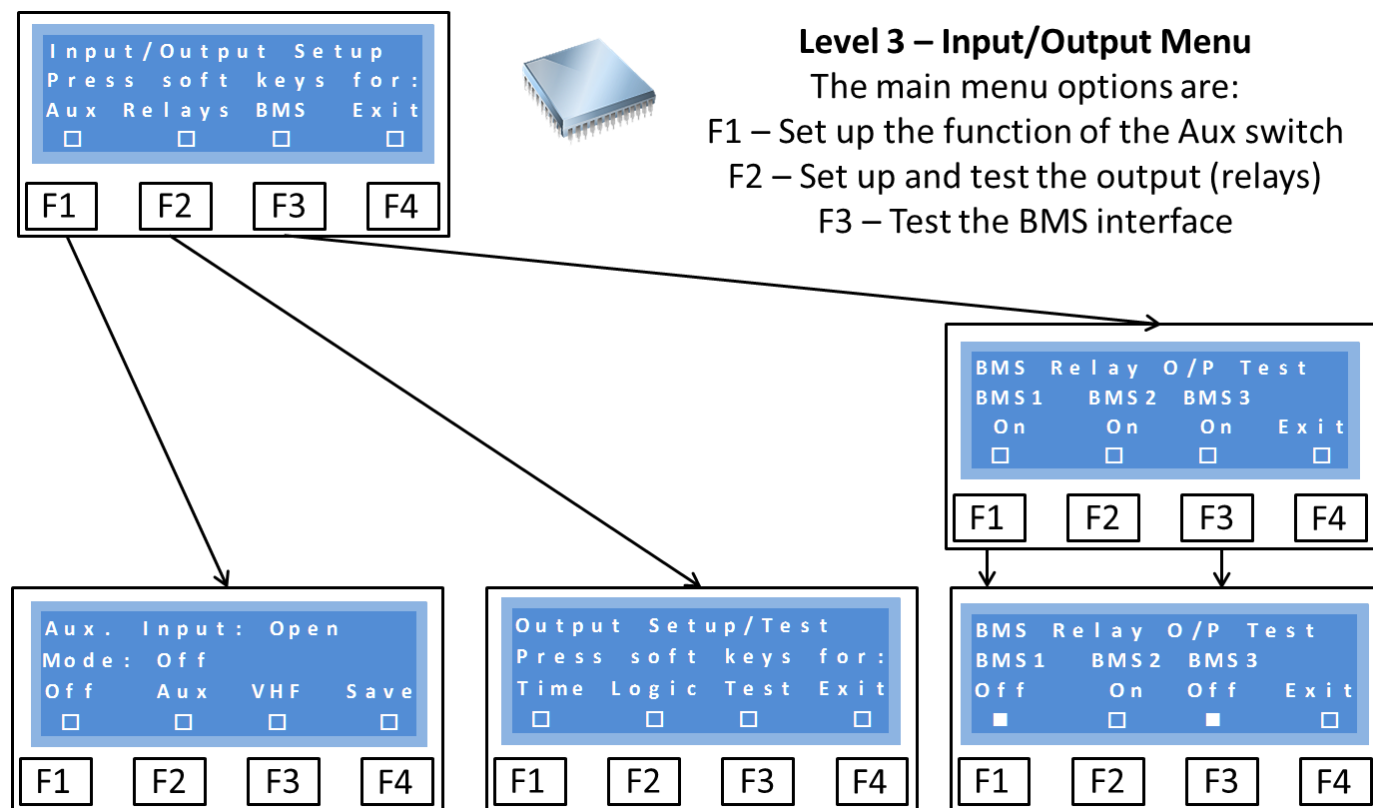 Input/Output Setup
Press soft keys for:
Aux Relays BMS Exit
F1 F2 F3 F4
Level 3 – Input/Output Menu
The main menu options are:
F1 – Set up the function of the Aux switch
F2 – Set up and test the output (relays)
F3 – Test the BMS interface
BMS Relay O/P Test
BMS1 BMS2 BMS3
On On On Exit
F1 F2 F3 F4
Aux. Input: Open
Mode: Off
Off Aux VHF Save
F1 F2 F3 F4
Output Setup/Test
Press soft keys for:
Time Logic Test Exit
F1 F2 F3 F4
BMS Relay O/P Test
BMS1 BMS2 BMS3
Off On Off Exit
F1 F2 F3 F4